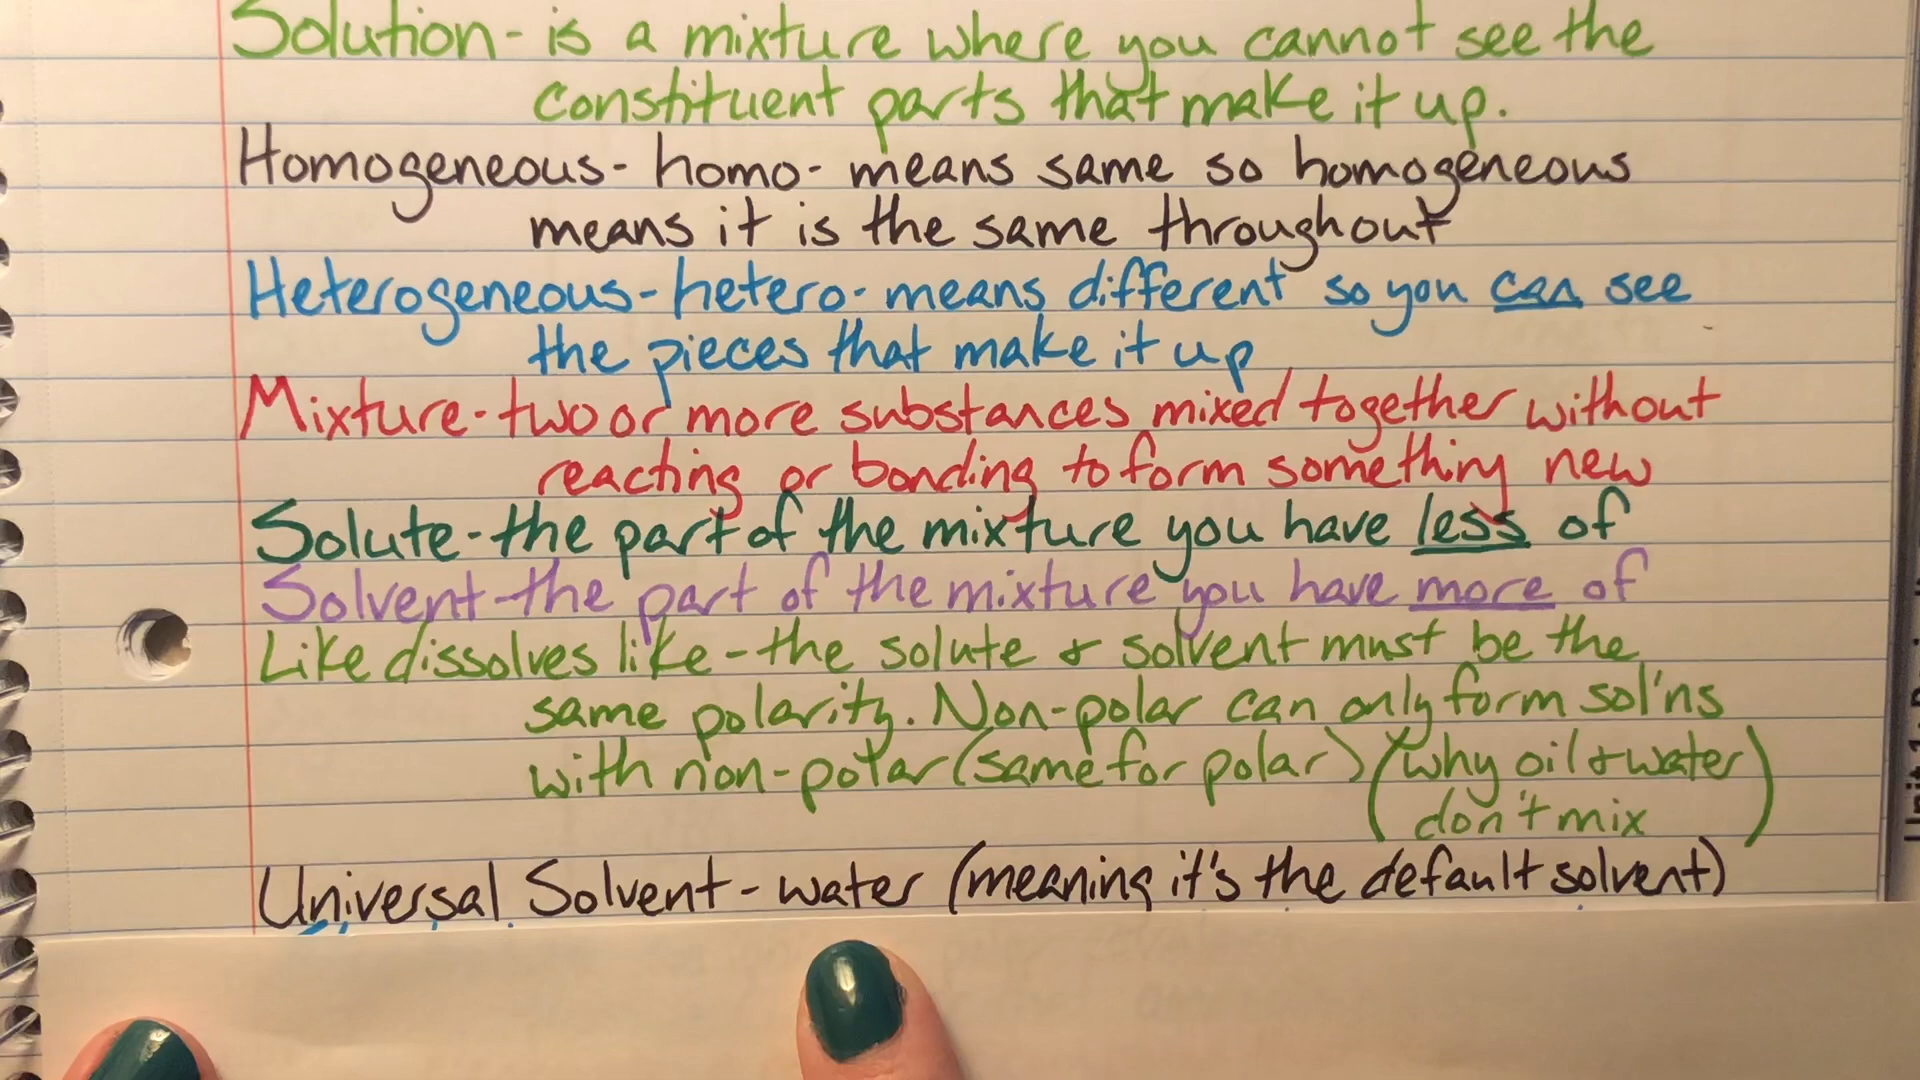 Solution- is a mixture where you cannot see the
constituent parts that make it up.
Homogeneous- homo- means same so homogeneous
means it is the same throughout
Heterogeneous- hetero- means different so you can see
the pieces that make it up
Mixture- two or more substances mixed together without
reacting or bonding to form something new
Solute- the part of the mixture you have less of
Solvent- the part of the mixture you have more of
Like dissolves like - the solute & solvent must be the
same polarity. Non-polar can only form sol'ns
with non-polar (same for polar) (why oil & water
don't mix)
Universal Solvent - water (meaning it's the default solvent)